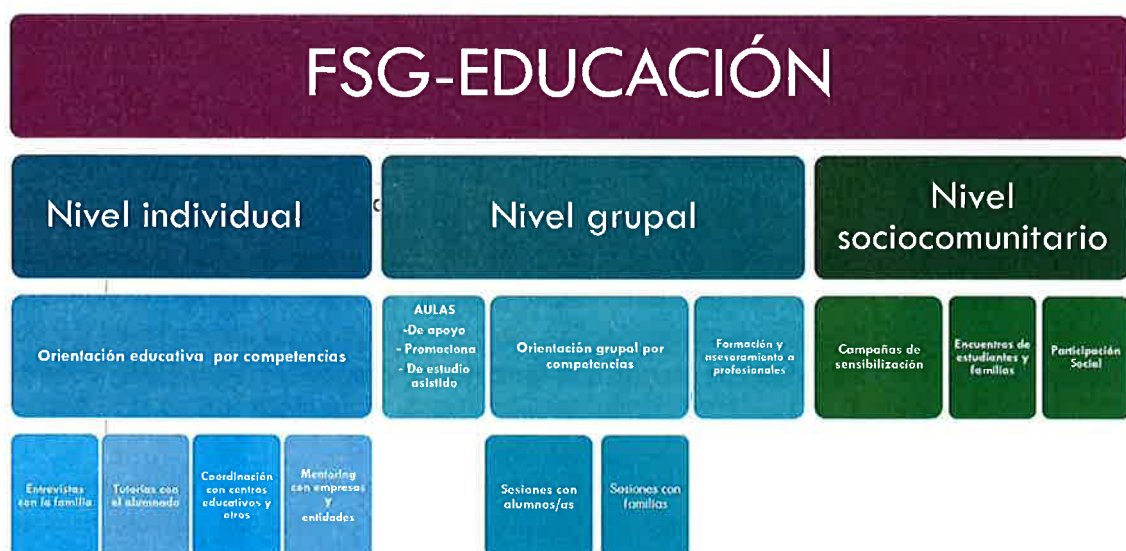 FSG-EDUCACIÓN
Nivel individual
Nivel grupal
Nivel
sociocomunitario
Orientación educativa por competencias
AULAS
-De apoyo
- Promociona
- De estudio
asistido
Orientación grupal por
competencias
Formación y
asesoramiento a
profesionales
Campañas de
sensibilización
Encuentros de
estudiantes y
familias
Participación
Social
Entrevistas
con la familia
Tutorías con
el alumnado
Coordinación
con centros
educativos y
otros
Mentoring
con empresas
y
entidades
Sesiones con
alumnos/as
Sesiones con
familias